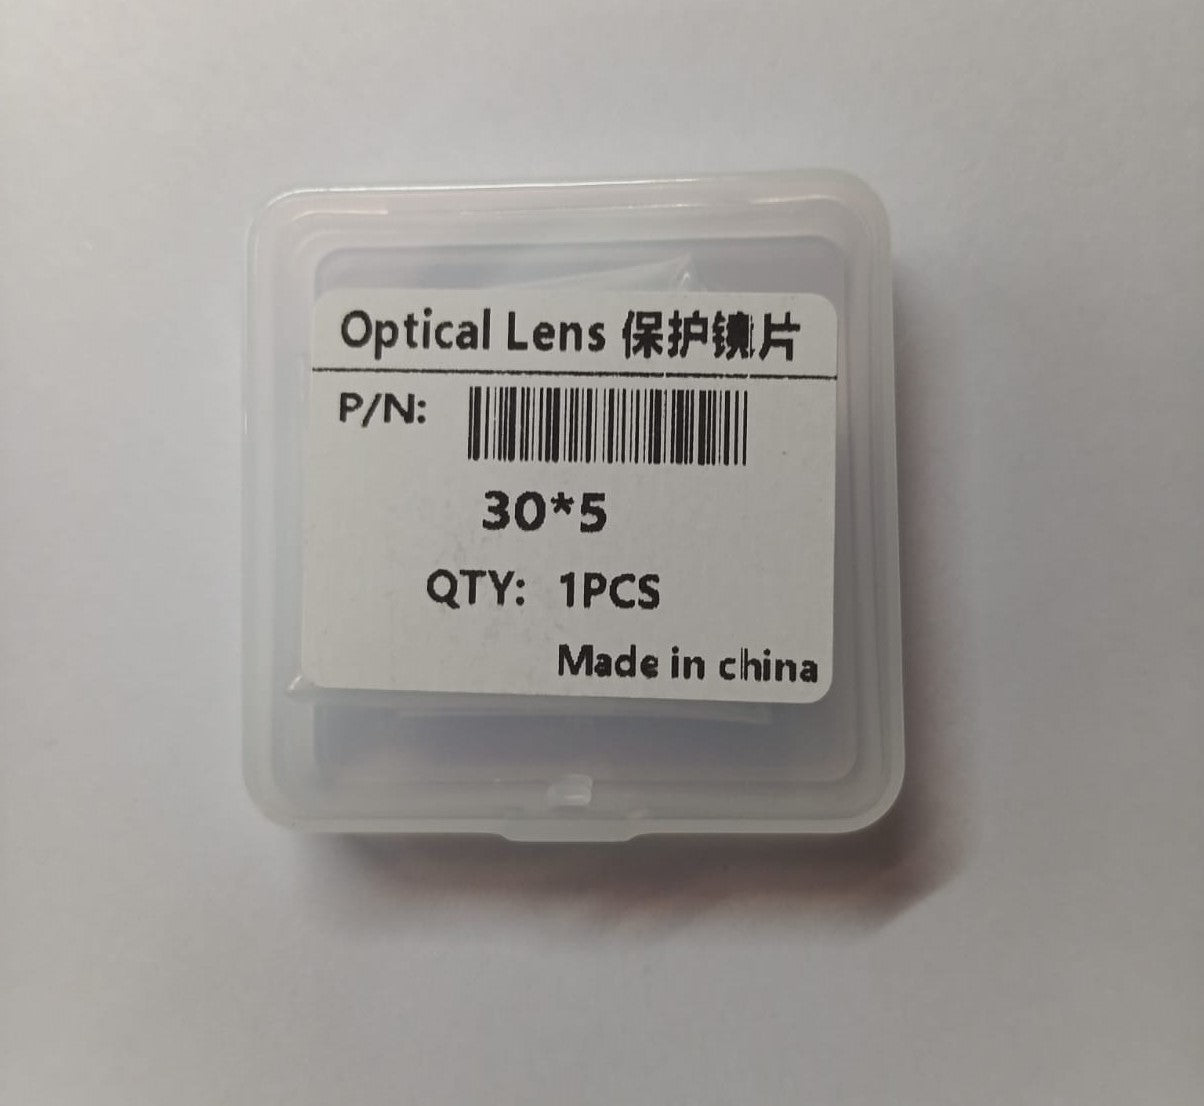 Optical Lens 保护镜片
P/N:
30*5
QTY: 1PCS
Made in china